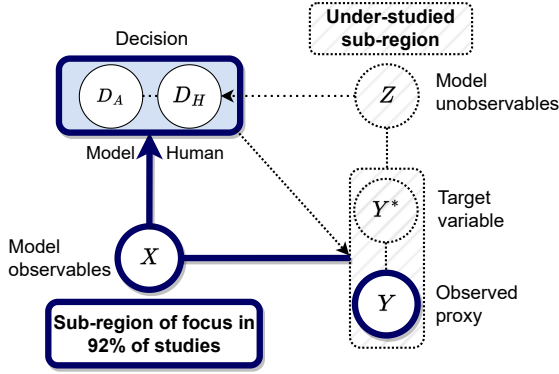 Under-studied
sub-region
Decision
D_A
D_H
Z
Model
unobservables
Model
Human
Y*
Target
variable
Model
observables
X
Y
Observed
proxy
Sub-region of focus in
92% of studies